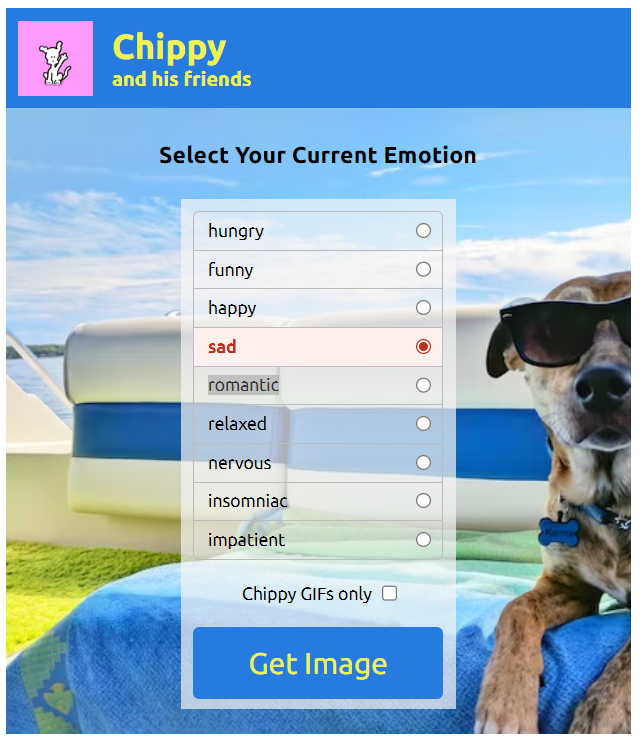 Chippy
and his friends
Select Your Current Emotion
hungry
funny
happy
sad
romantic
relaxed
nervous
insomniac
impatient
Chippy GIFs only
Get Image